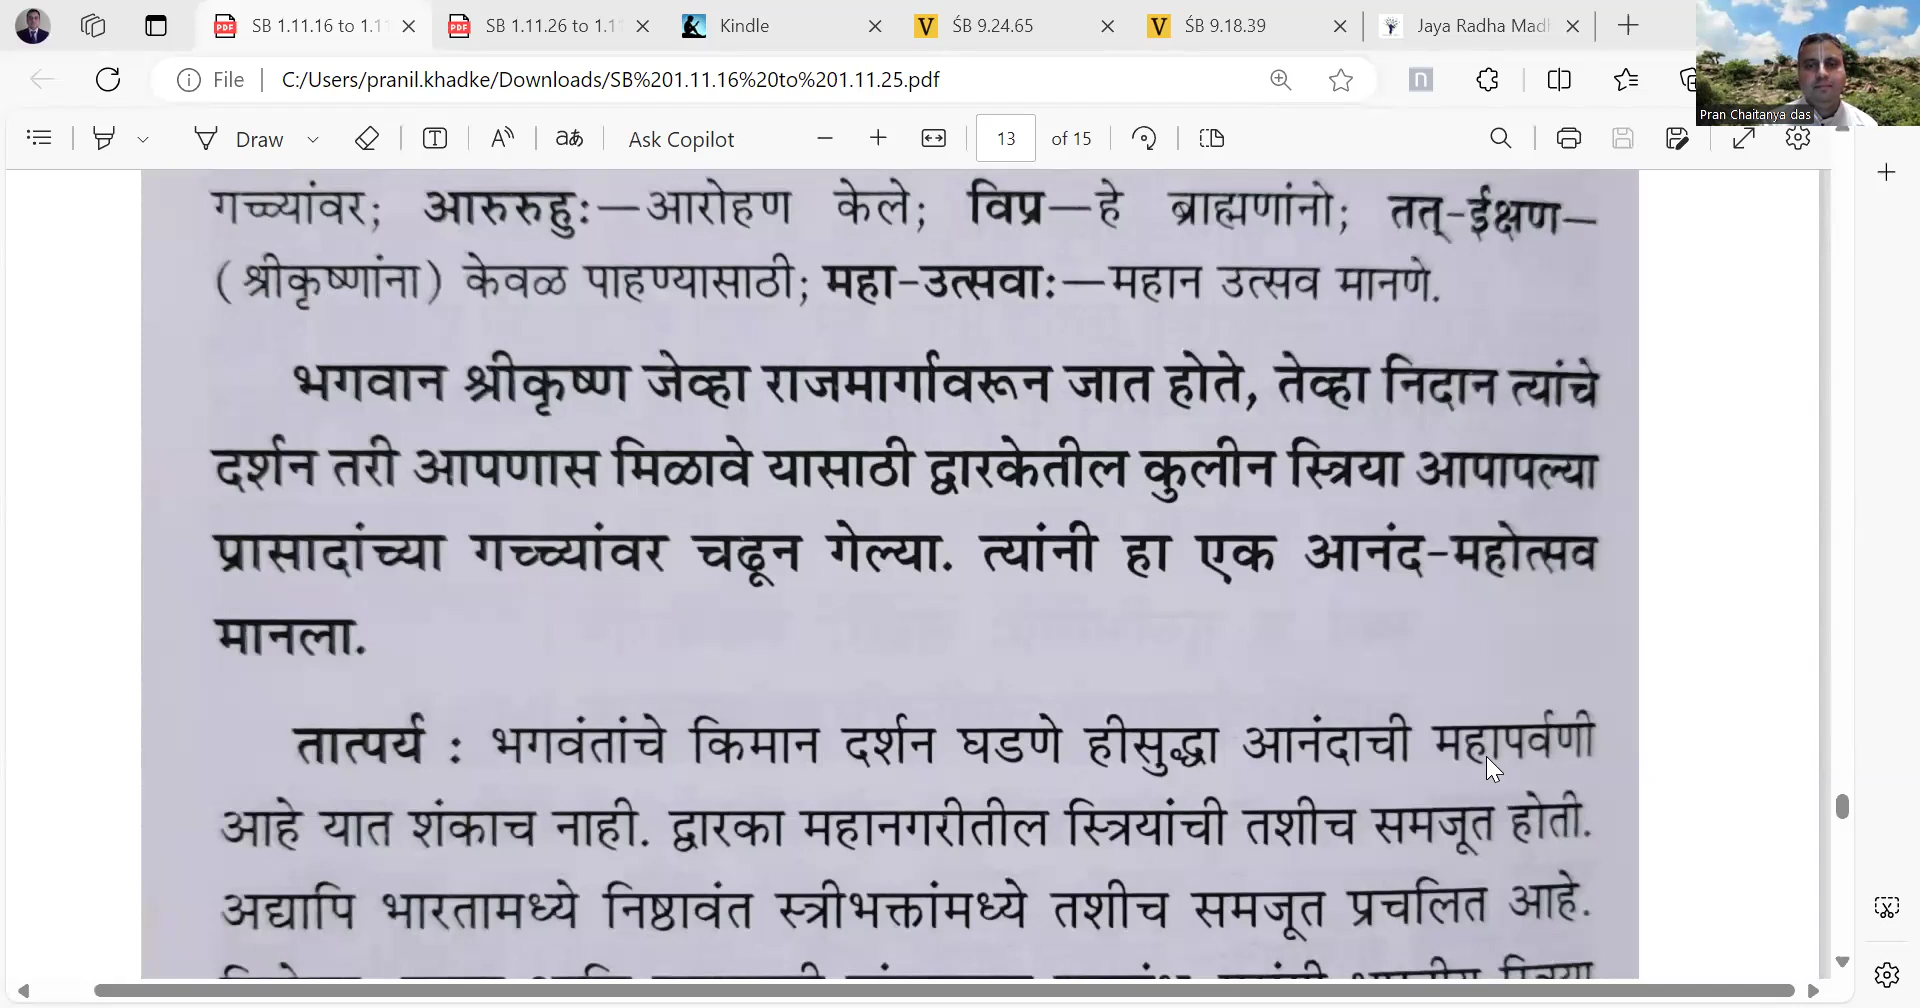 SB 1.11.16 to 1.1
SB 1.11.26 to 1.1
Kindle
ŚB 9.24.65
ŚB 9.18.39
Jaya Radha Mad
File
C:/Users/pranil.khadke/Downloads/SB%201.11.16%20to%201.11.25.pdf
Pran Chaitanya das
Draw
Ask Copilot
13 of 15
गच्च्यांवर; आरुरुहुः—आरोहण केले; विप्र—हे ब्राह्मणांनो; तत्-ईक्षण—
(श्रीकृष्णांना) केवळ पाहण्यासाठी; महा-उत्सवाः—महान उत्सव मानणे.
भगवान श्रीकृष्ण जेव्हा राजमार्गावरून जात होते, तेव्हा निदान त्यांचे
दर्शन तरी आपणास मिळावे यासाठी द्वारकेतील कुलीन स्त्रिया आपापल्या
प्रासादांच्या गच्च्यांवर चढून गेल्या. त्यांनी हा एक आनंद-महोत्सव
मानला.
तात्पर्य : भगवंतांचे किमान दर्शन घडणे हीसुद्धा आनंदाची महापर्वणी
आहे यात शंकाच नाही. द्वारका महानगरीतील स्त्रियांची तशीच समजूत होती.
अद्यापि भारतामध्ये निष्ठावंत स्त्रीभक्तांमध्ये तशीच समजूत प्रचलित आहे.